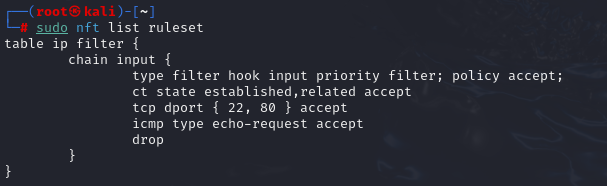 ┌──(root㉿kali)-[~]
└─# sudo nft list ruleset
table ip filter {
        chain input {
                type filter hook input priority filter; policy accept;
                ct state established,related accept
                tcp dport { 22, 80 } accept
                icmp type echo-request accept
                drop
        }
}